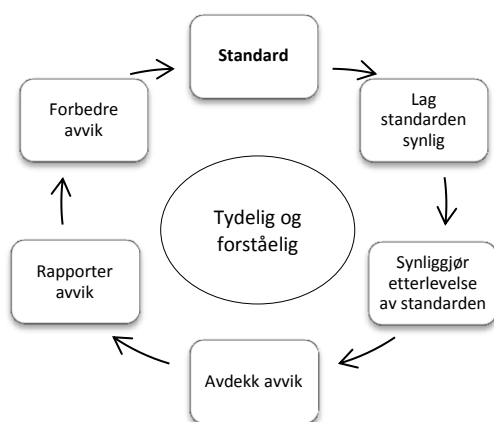 Standard
Lag
standarden
synlig
Synliggjør
etterlevelse
av standarden
Avdekk avvik
Rapporter
avvik
Forbedre
avvik
Tydelig og
forståelig